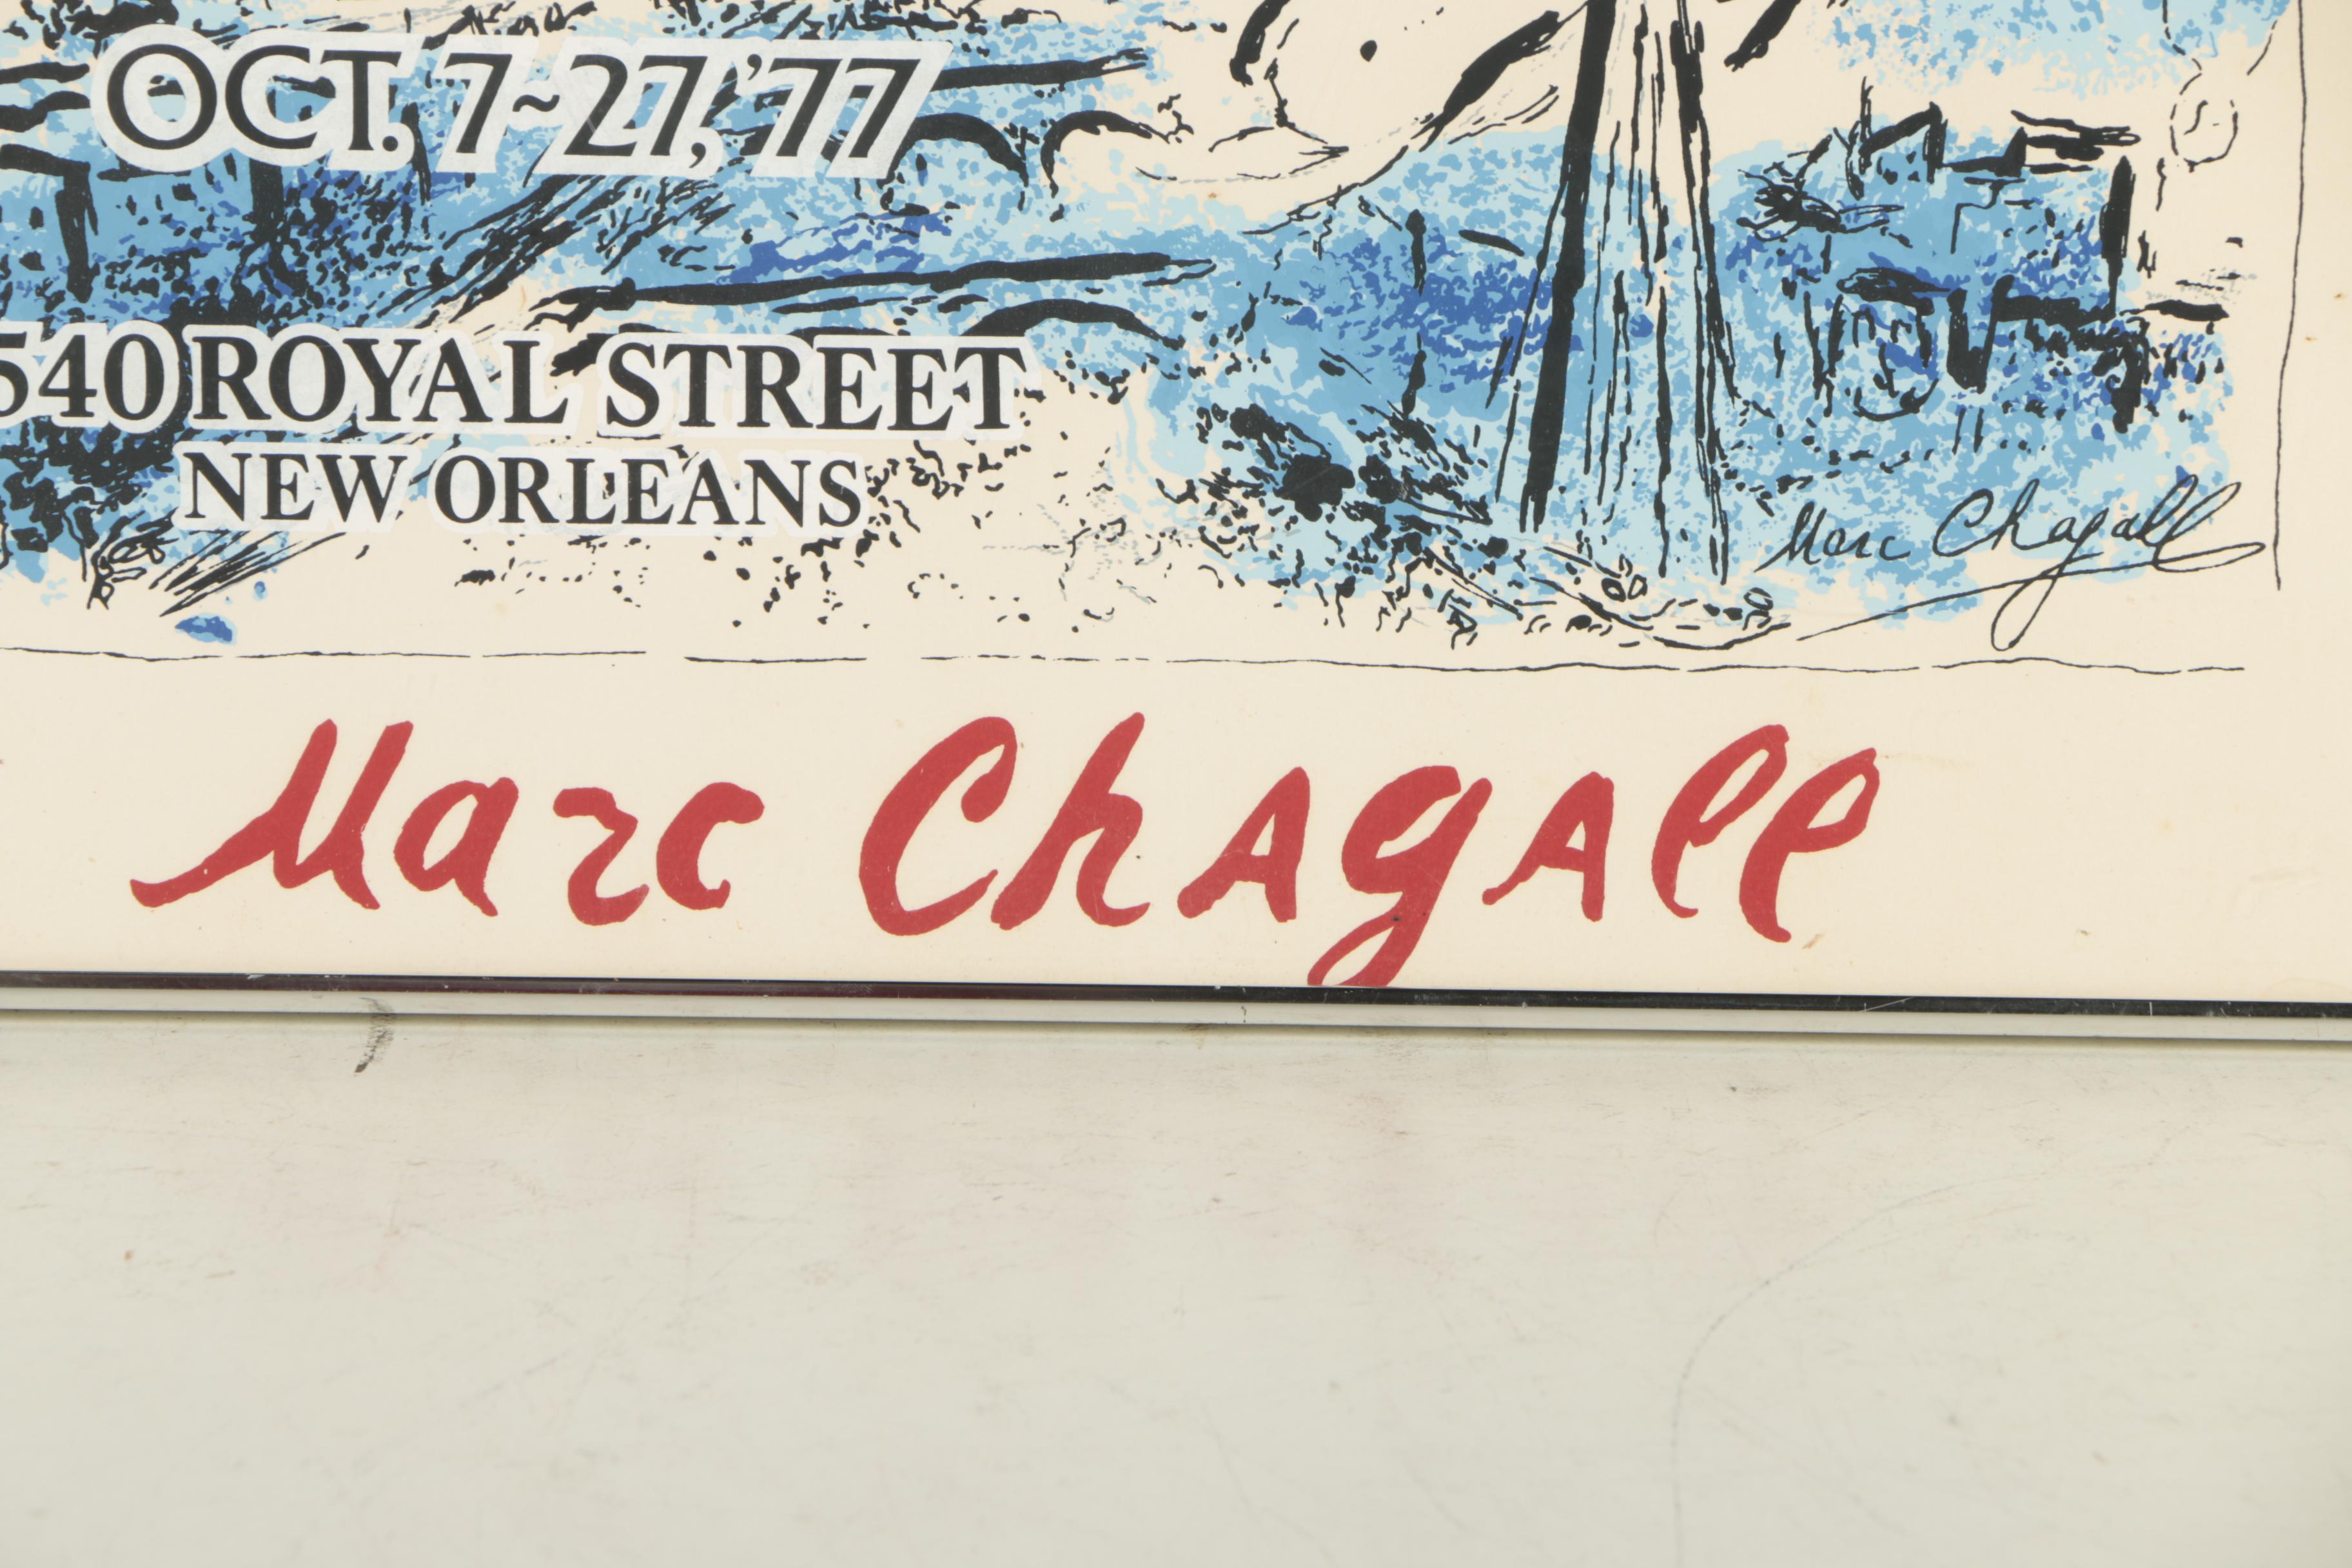 OCT. 7~27, '77
540 ROYAL STREET
NEW ORLEANS
Marc Chagall
Marc Chagall